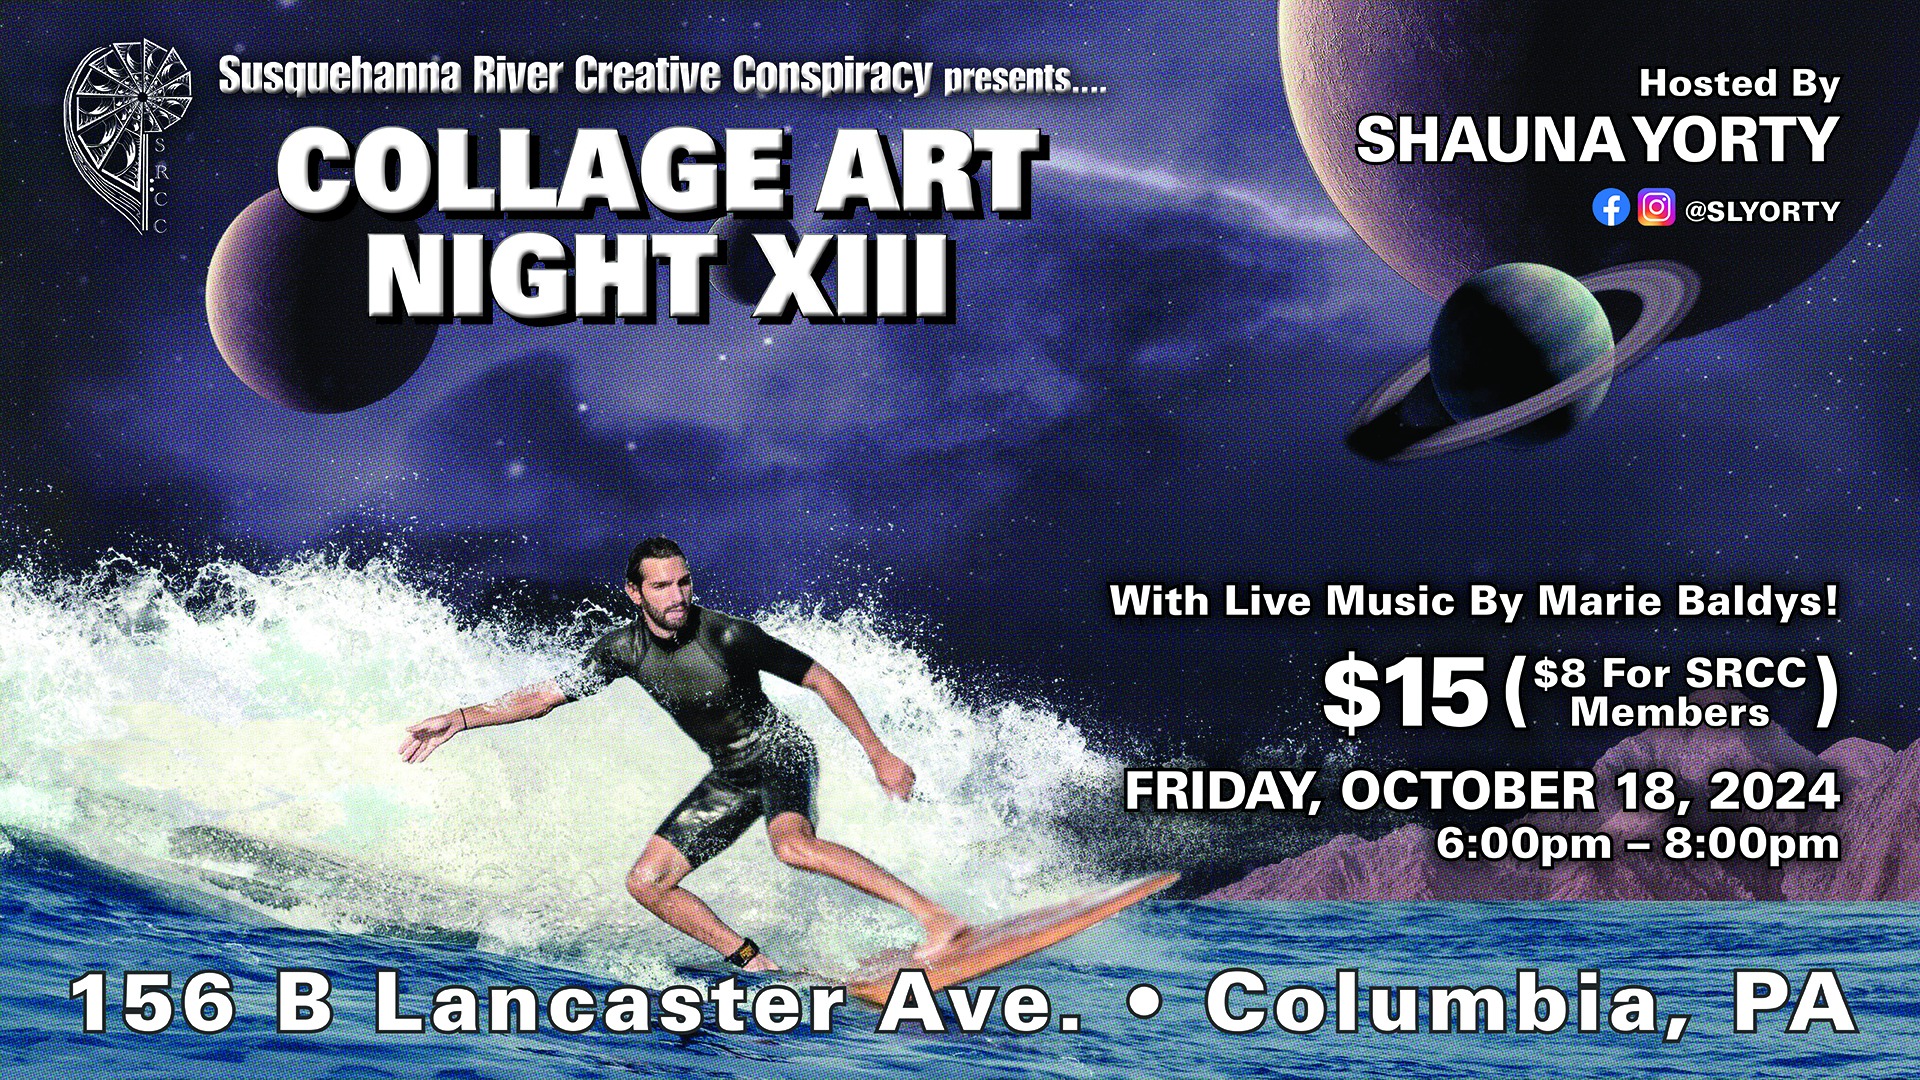 SRCC
Susquehanna River Creative Conspiracy presents....
COLLAGE ART
NIGHT XIII
Hosted By
SHAUNA YORTY
@SLYORTY
With Live Music By Marie Baldys!
$15 ($8 For SRCC
Members)
FRIDAY, OCTOBER 18, 2024
6:00pm – 8:00pm
156 B Lancaster Ave. • Columbia, PA